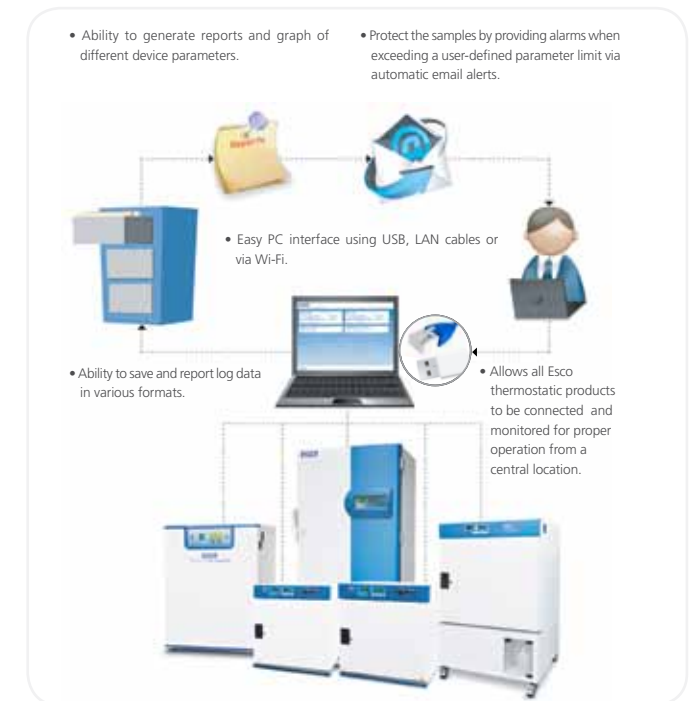 • Ability to generate reports and graph of
different device parameters.
• Protect the samples by providing alarms when
exceeding a user-defined parameter limit via
automatic email alerts.
Reports
@
• Easy PC interface using USB, LAN cables or
via Wi-Fi.
• Ability to save and report log data
in various formats.
• Allows all Esco
thermostatic products
to be connected and
monitored for proper
operation from a
central location.